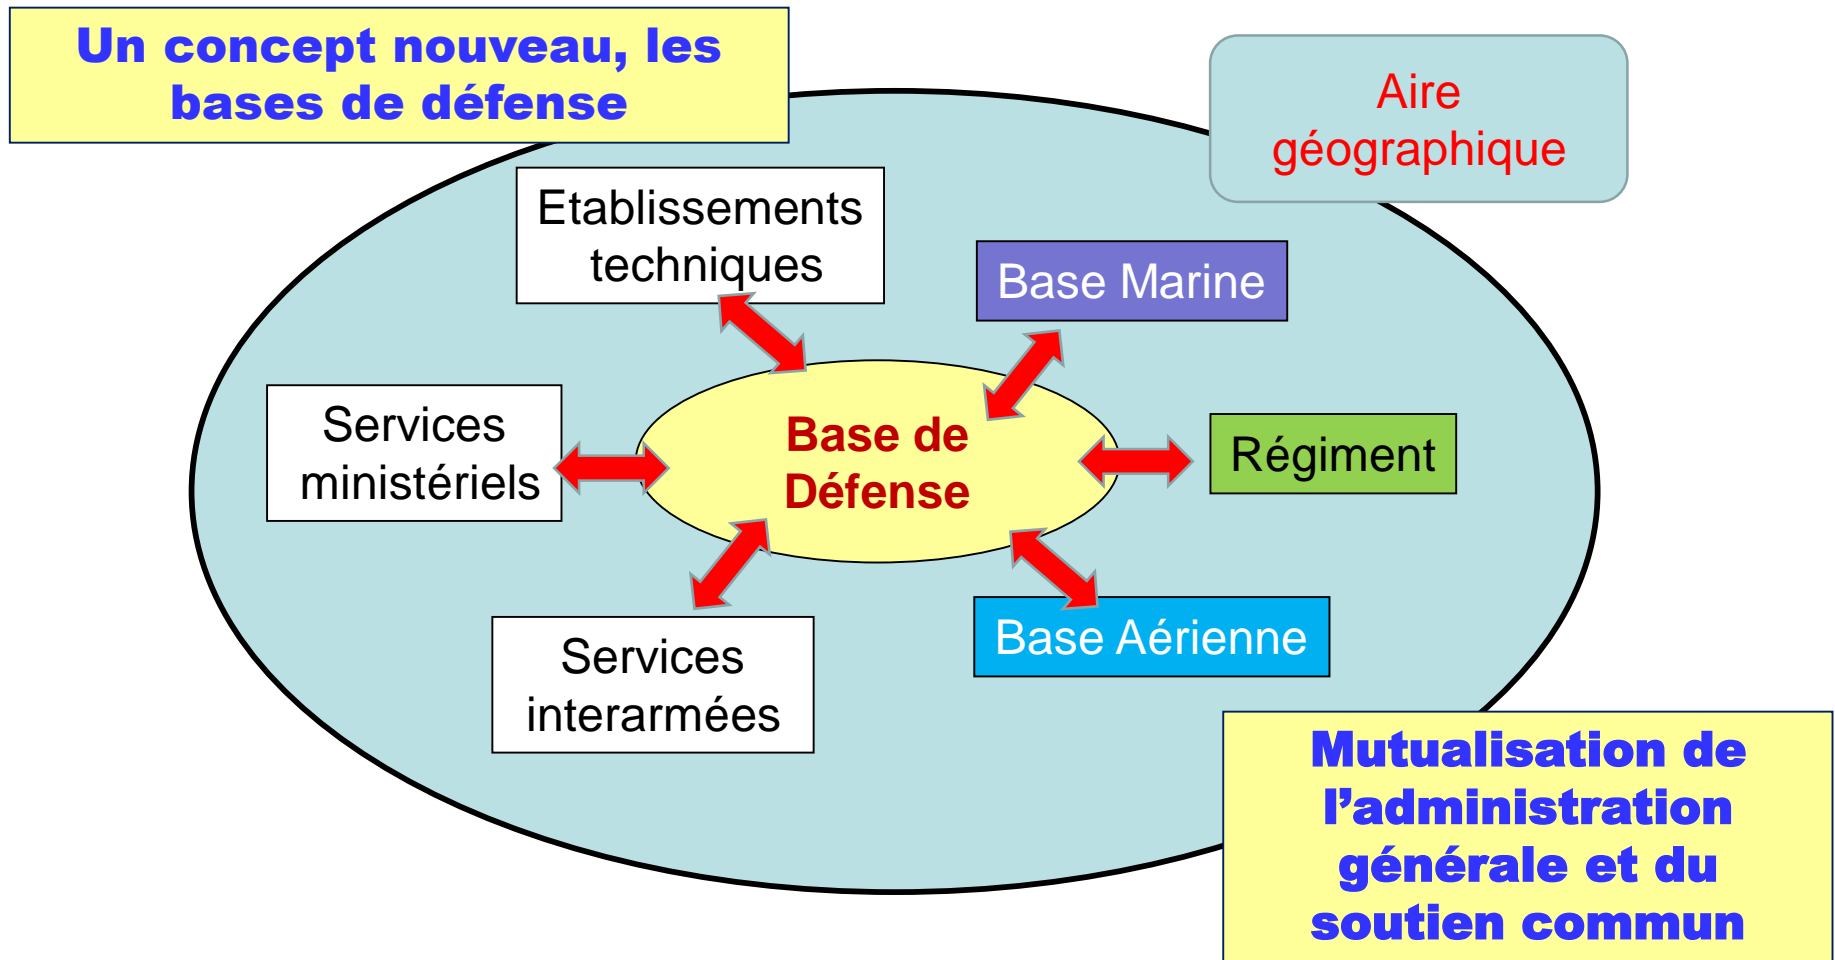 Un concept nouveau, les
bases de défense
Aire
géographique
Etablissements
techniques
Base Marine
Services
ministériels
Base de
Défense
Régiment
Services
interarmées
Base Aérienne
Mutualisation de
l’administration
générale et du
soutien commun